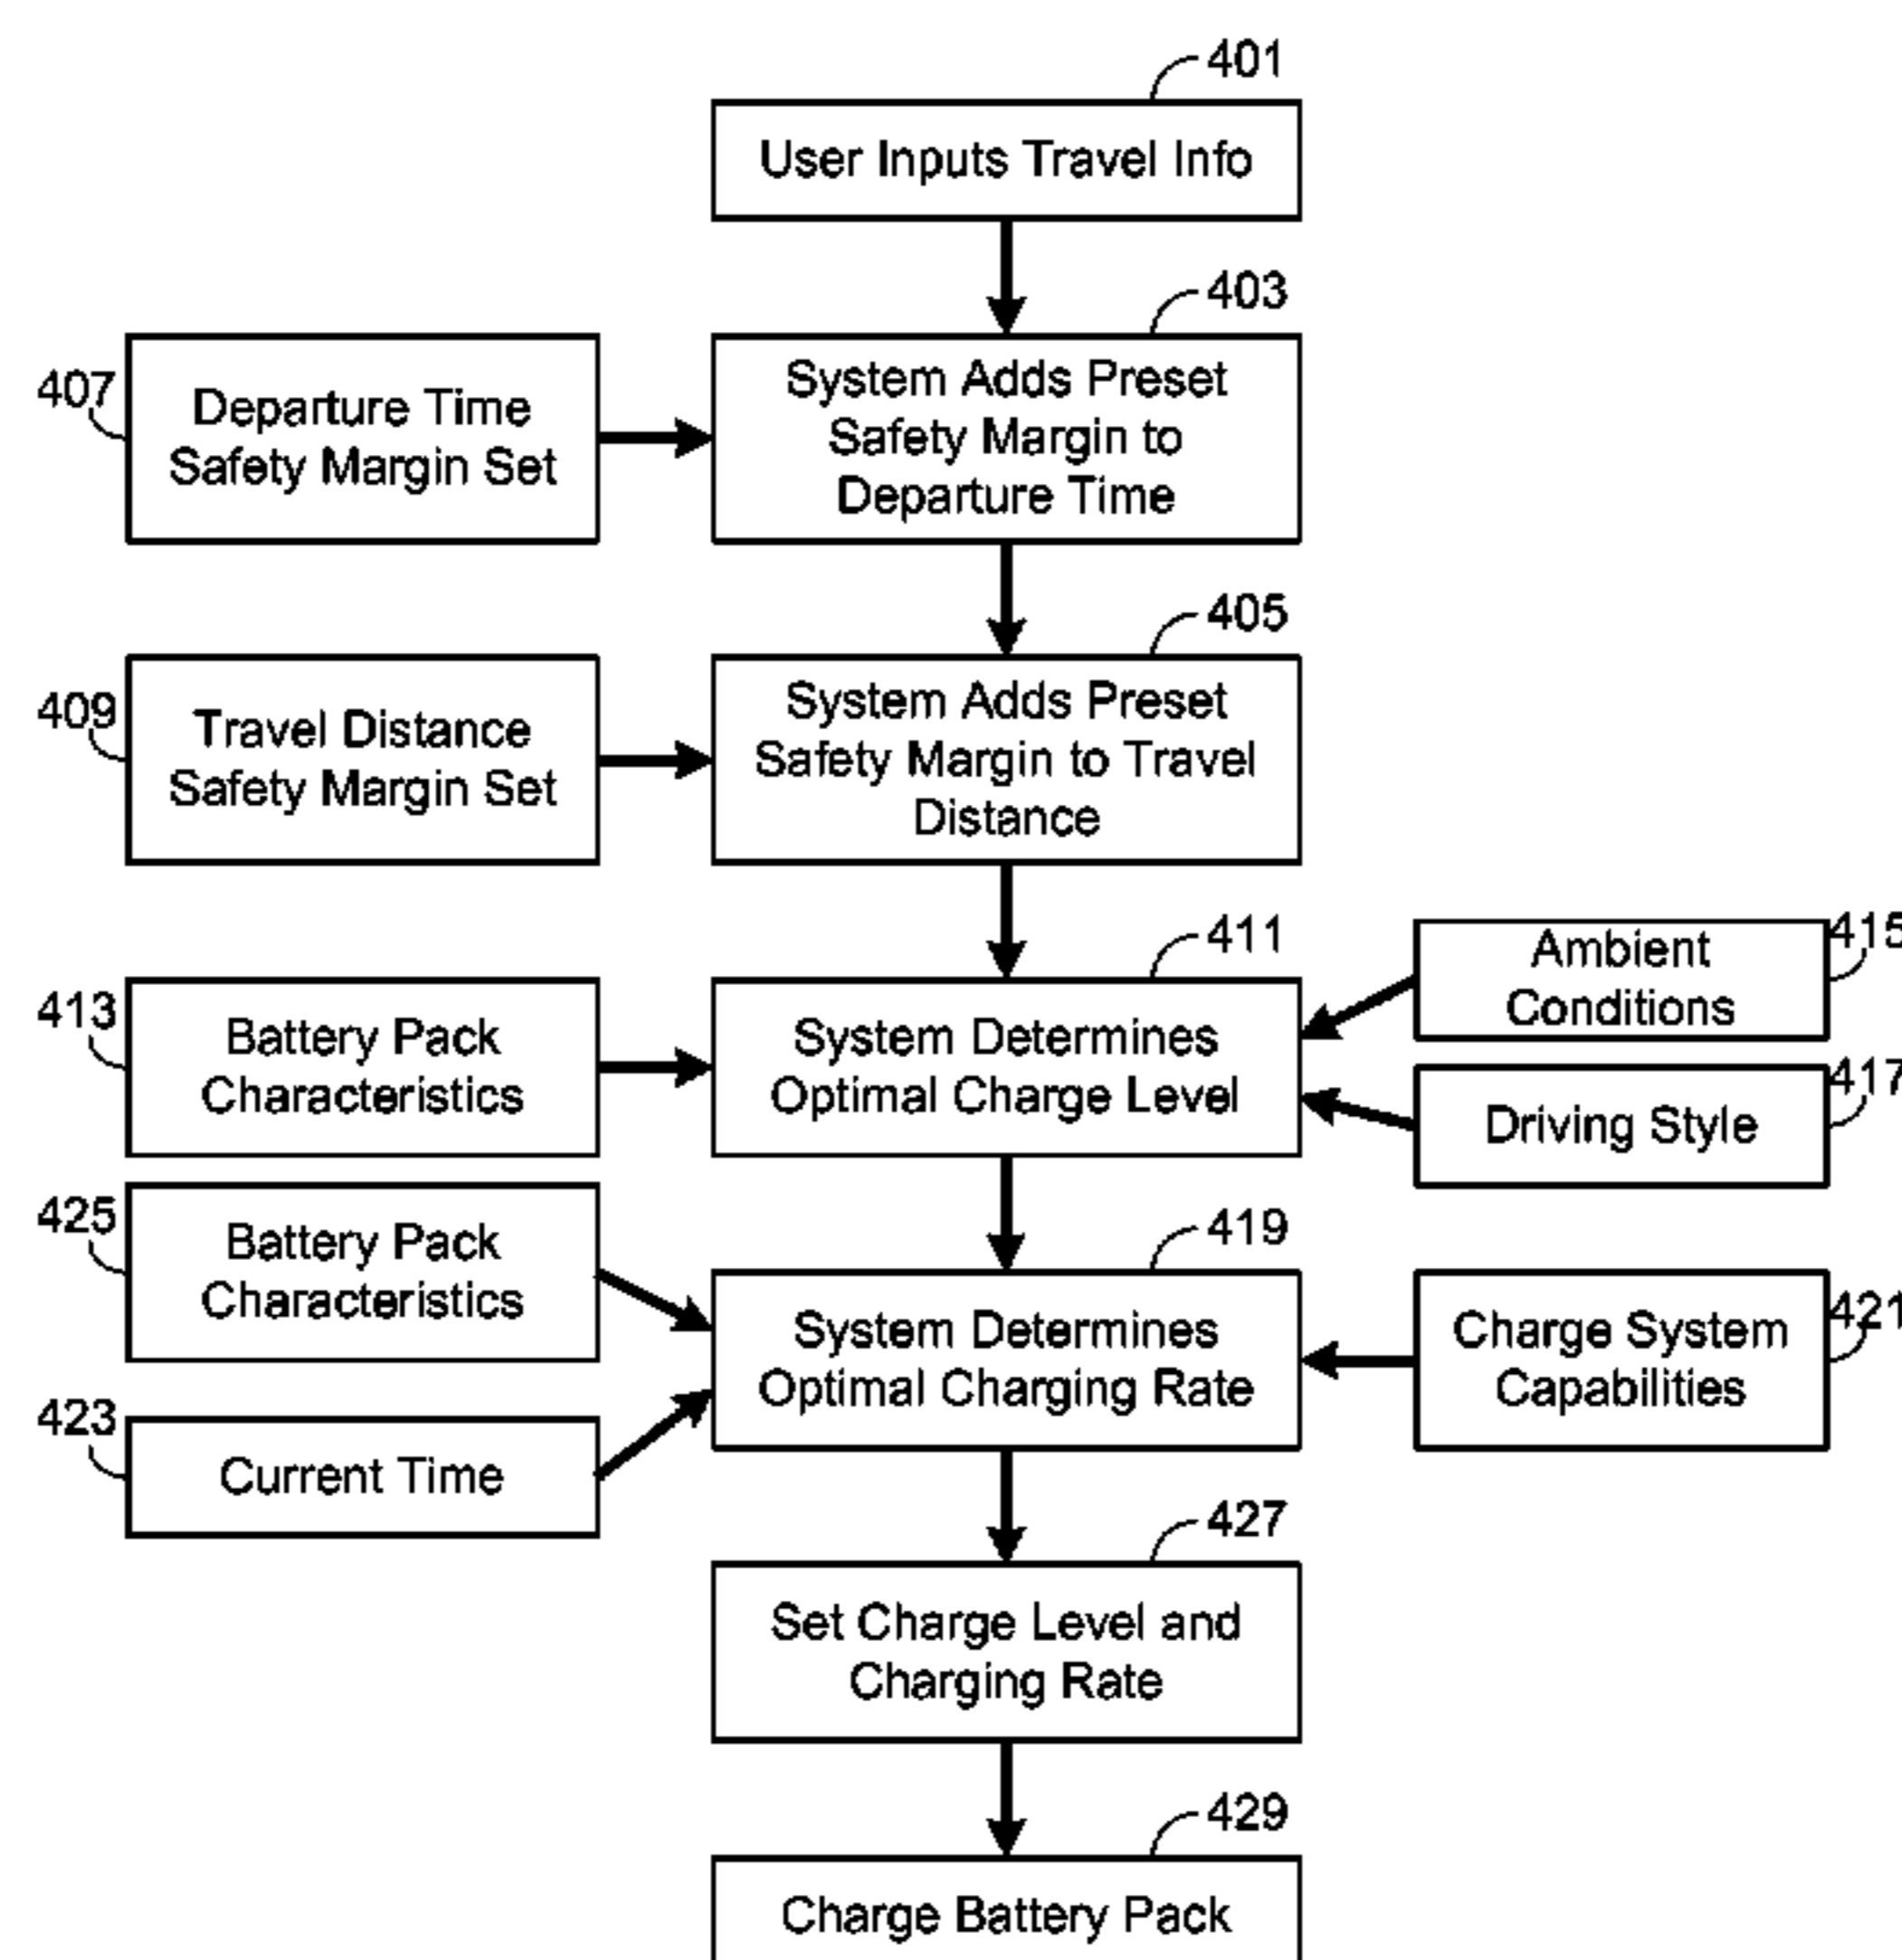 401
User Inputs Travel Info
403
407
Departure Time
Safety Margin Set
System Adds Preset
Safety Margin to
Departure Time
405
409
Travel Distance
Safety Margin Set
System Adds Preset
Safety Margin to Travel
Distance
411
413
Battery Pack
Characteristics
System Determines
Optimal Charge Level
415
Ambient
Conditions
417
Driving Style
425
Battery Pack
Characteristics
419
System Determines
Optimal Charging Rate
421
Charge System
Capabilities
423
Current Time
427
Set Charge Level and
Charging Rate
429
Charge Battery Pack